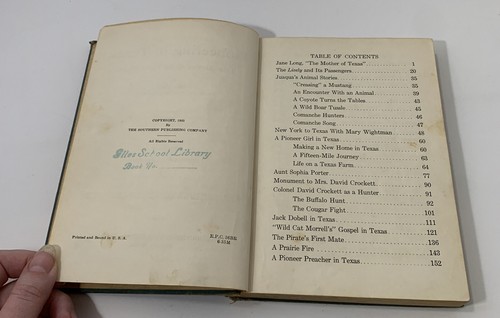 COPYRIGHT, 1935
by
THE SOUTHERN PUBLISHING COMPANY
All Rights Reserved
School Library
Book
Printed and Bound in U. S. A.
TABLE OF CONTENTS
Jane Long, "The Mother of Texas" 1
The Lively and Its Passengers 20
Juaqua's Animal Stories 35
"Creasing" a Mustang 35
An Encounter With an Animal 39
A Coyote Turns the Tables 43
A Wild Boar Tussle 45
Comanche Hunters 46
Comanche Song 47
New York to Texas With Mary Wightman 48
A Pioneer Girl in Texas 60
Making a New Home in Texas 60
A Fifteen-Mile Journey 63
Life on a Texas Farm 64
Aunt Sophia Porter 77
Monument to Mrs. David Crockett 90
Colonel David Crockett as a Hunter 91
The Buffalo Hunt 92
The Cougar Fight 101
Jack Dobell in Texas 111
"Wild Cat Morrell's" Gospel in Texas 121
The Pirate's First Mate 136
A Prairie Fire 143
A Pioneer Preacher in Texas 152